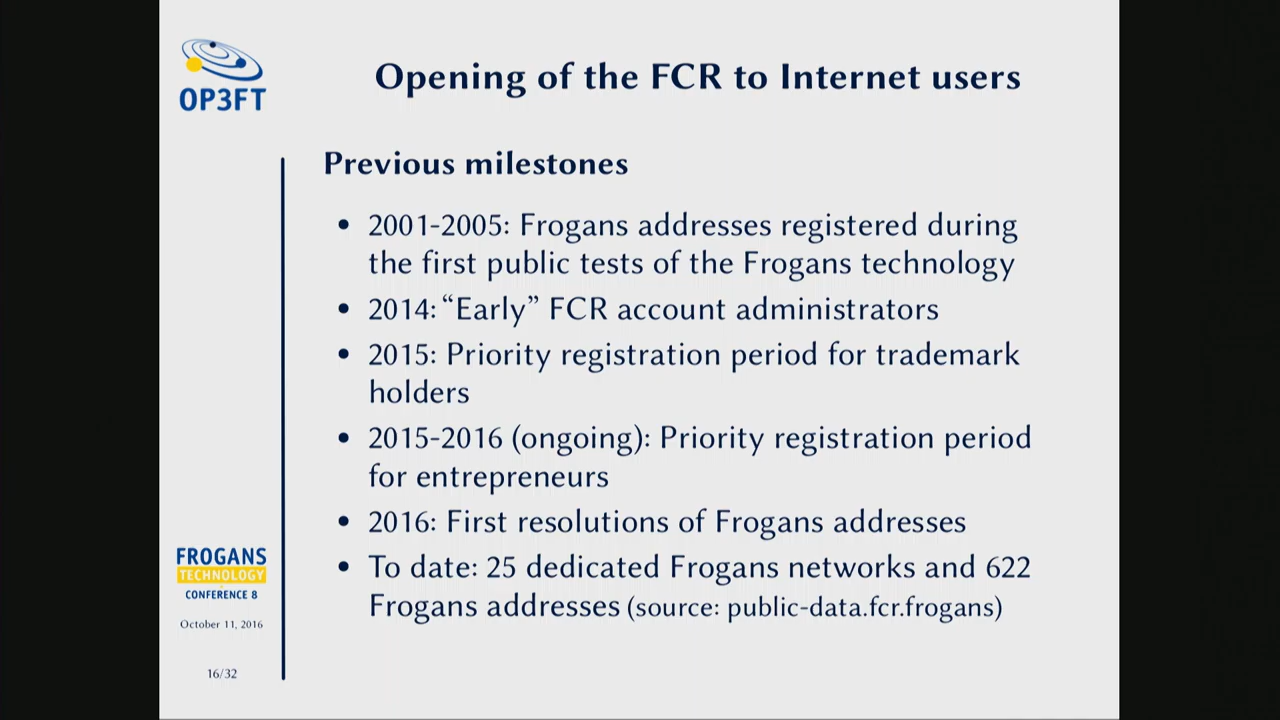 OP3FT
Opening of the FCR to Internet users
Previous milestones
• 2001-2005: Frogans addresses registered during
the first public tests of the Frogans technology
• 2014: “Early” FCR account administrators
• 2015: Priority registration period for trademark
holders
• 2015-2016 (ongoing): Priority registration period
for entrepreneurs
• 2016: First resolutions of Frogans addresses
• To date: 25 dedicated Frogans networks and 622
Frogans addresses (source: public-data.fcr.frogans)
FROGANS
TECHNOLOGY
CONFERENCE 8
October 11, 2016
16/32